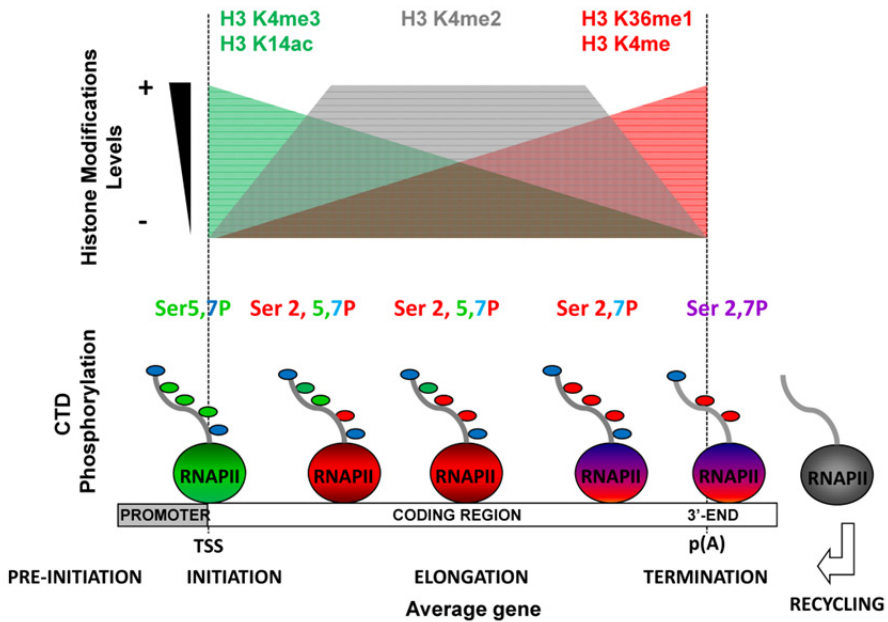 H3 K4me3
H3 K14ac
H3 K4me2
H3 K36me1
H3 K4me
Histone Modifications
Levels
+
-
Ser5,7P
Ser 2, 5,7P
Ser 2, 5,7P
Ser 2,7P
Ser 2,7P
CTD
Phosphorylation
RNAPII
RNAPII
RNAPII
RNAPII
RNAPII
RNAPII
PROMOTER
CODING REGION
3'-END
TSS
p(A)
PRE-INITIATION
INITIATION
ELONGATION
TERMINATION
RECYCLING
Average gene